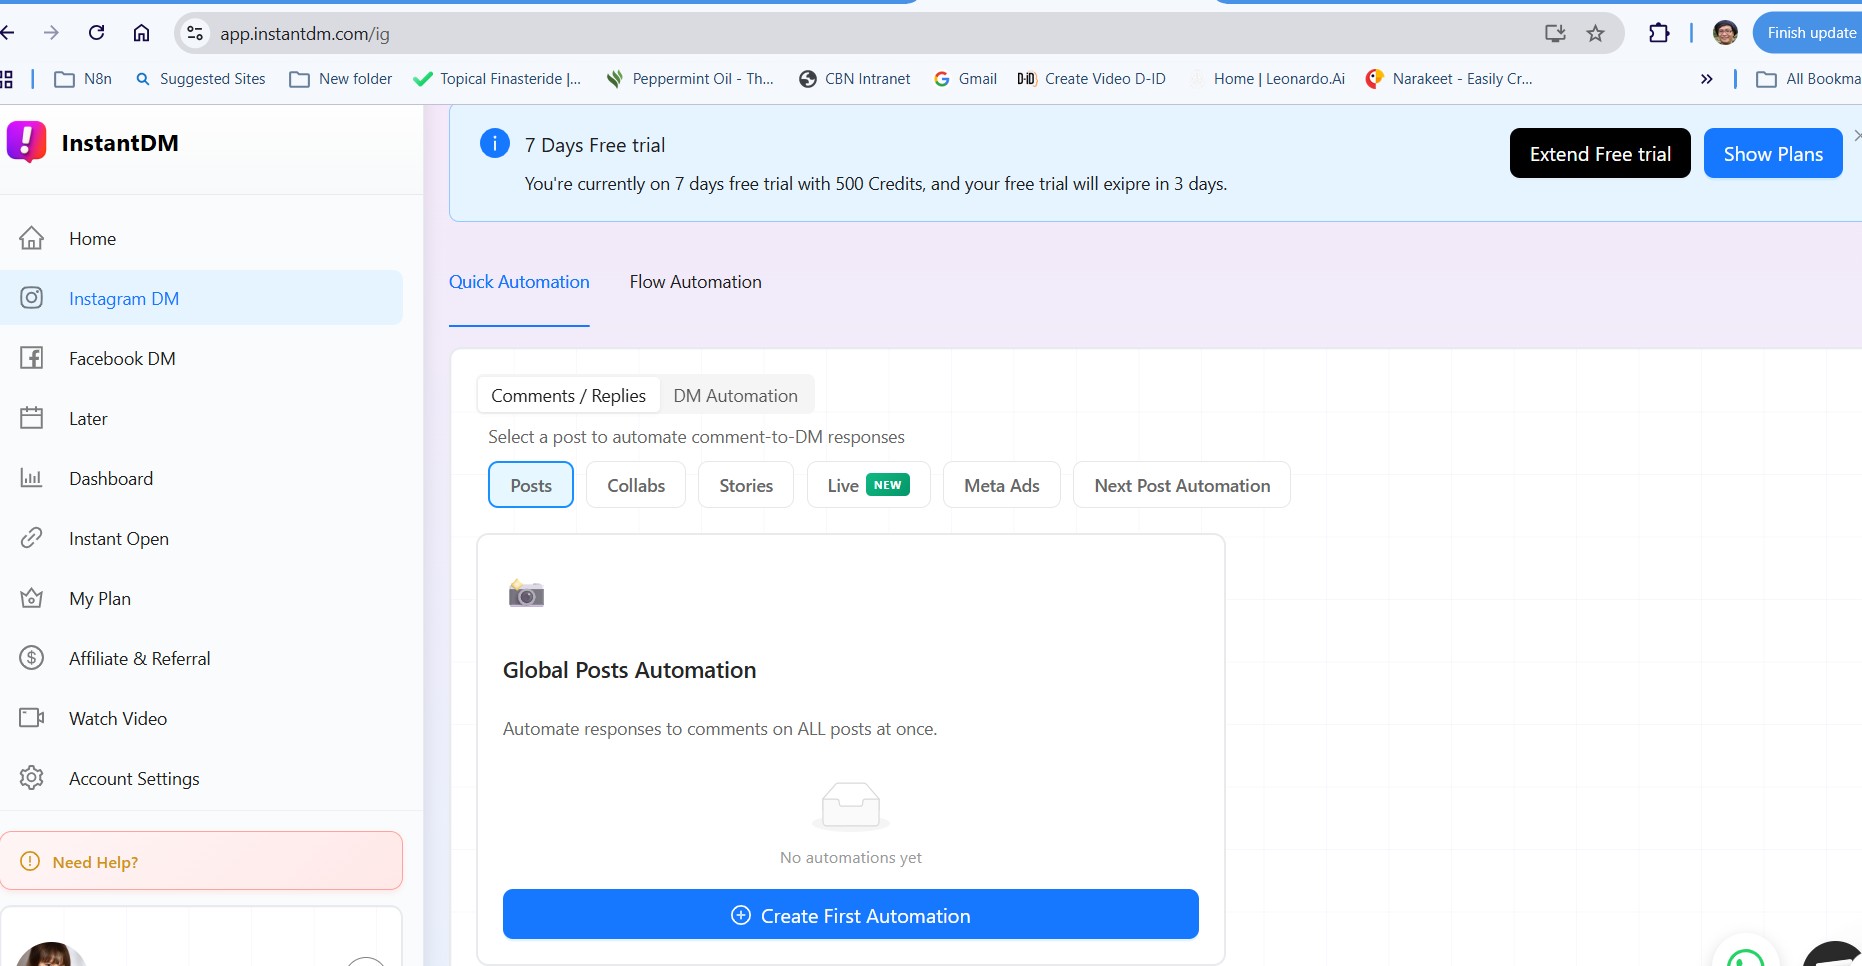 app.instantdm.com/ig
Finish update
N8n
Suggested Sites
New folder
Topical Finasteride |...
Peppermint Oil - Th...
CBN Intranet
Gmail
D-iD Create Video D-ID
Home | Leonardo.Ai
Narakeet - Easily Cr...
All Bookma
InstantDM
Home
Instagram DM
Facebook DM
Later
Dashboard
Instant Open
My Plan
Affiliate & Referral
Watch Video
Account Settings
Need Help?
7 Days Free trial
You're currently on 7 days free trial with 500 Credits, and your free trial will exipre in 3 days.
Extend Free trial
Show Plans
Quick Automation
Flow Automation
Comments / Replies
DM Automation
Select a post to automate comment-to-DM responses
Posts
Collabs
Stories
Live NEW
Meta Ads
Next Post Automation
Global Posts Automation
Automate responses to comments on ALL posts at once.
No automations yet
Create First Automation